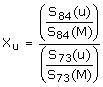 X_u = ((S_84(u) / S_84(M)) / (S_73(u) / S_73(M)))